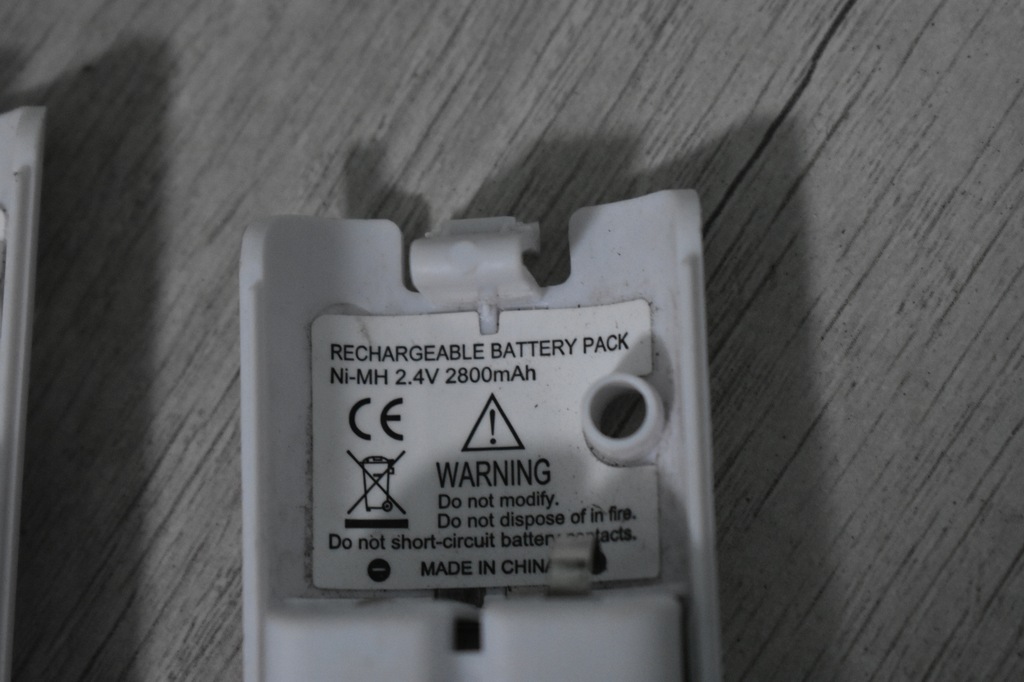 RECHARGEABLE BATTERY PACK
Ni-MH 2.4V 2800mAh
CE
WARNING
Do not modify.
Do not dispose of in fire.
Do not short-circuit battery contacts.
MADE IN CHINA